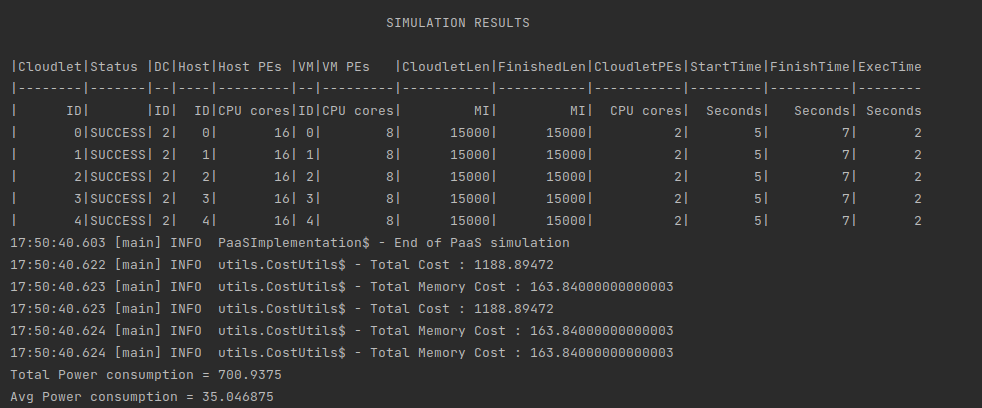 SIMULATION RESULTS
|Cloudlet|Status |DC|Host|Host PEs |VM|VM PEs   |CloudletLen|FinishedLen|CloudletPEs|StartTime|FinishTime|ExecTime
|--------|-------|--|----|---------|--|---------|-----------|-----------|-----------|---------|----------|--------
|      ID|       |ID|  ID|CPU cores|ID|CPU cores|         MI|         MI|  CPU cores|  Seconds|   Seconds| Seconds
|       0|SUCCESS| 2|   0|       16| 0|        8|      15000|      15000|          2|        5|         7|       2
|       1|SUCCESS| 2|   1|       16| 1|        8|      15000|      15000|          2|        5|         7|       2
|       2|SUCCESS| 2|   2|       16| 2|        8|      15000|      15000|          2|        5|         7|       2
|       3|SUCCESS| 2|   3|       16| 3|        8|      15000|      15000|          2|        5|         7|       2
|       4|SUCCESS| 2|   4|       16| 4|        8|      15000|      15000|          2|        5|         7|       2
17:50:40.603 [main] INFO  PaaSImplementation$ - End of PaaS simulation
17:50:40.622 [main] INFO  utils.CostUtils$ - Total Cost : 1188.89472
17:50:40.623 [main] INFO  utils.CostUtils$ - Total Memory Cost : 163.84000000000003
17:50:40.623 [main] INFO  utils.CostUtils$ - Total Cost : 1188.89472
17:50:40.624 [main] INFO  utils.CostUtils$ - Total Memory Cost : 163.84000000000003
17:50:40.624 [main] INFO  utils.CostUtils$ - Total Memory Cost : 163.84000000000003
Total Power consumption = 700.9375
Avg Power consumption = 35.046875